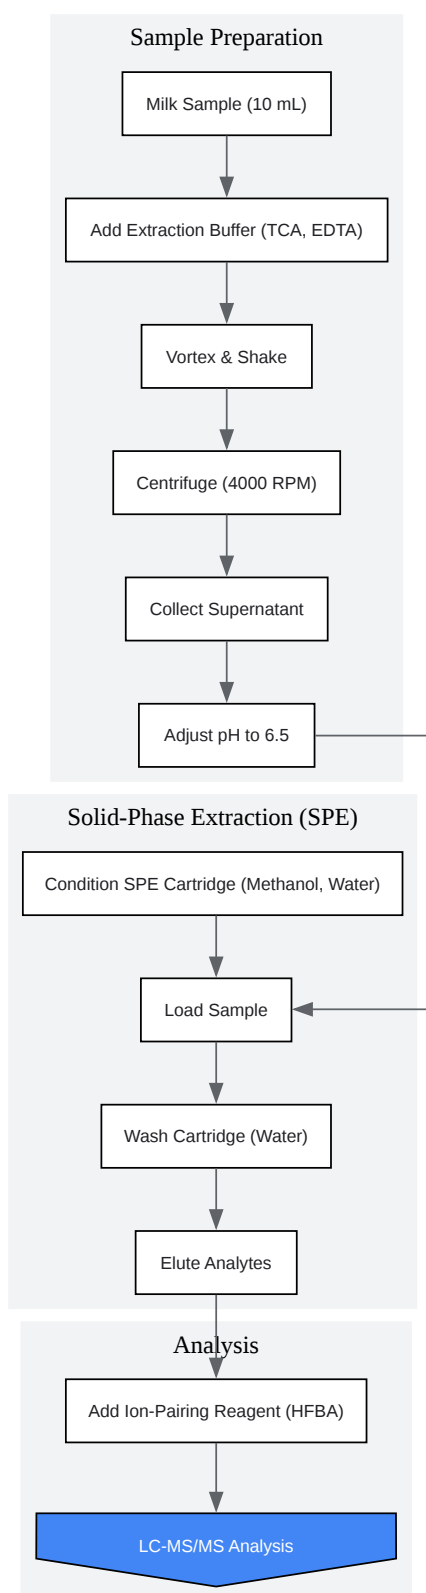 Sample Preparation
Milk Sample (10 mL)
Add Extraction Buffer (TCA, EDTA)
Vortex & Shake
Centrifuge (4000 RPM)
Collect Supernatant
Adjust pH to 6.5
Solid-Phase Extraction (SPE)
Condition SPE Cartridge (Methanol, Water)
Load Sample
Wash Cartridge (Water)
Elute Analytes
Analysis
Add Ion-Pairing Reagent (HFBA)
LC-MS/MS Analysis